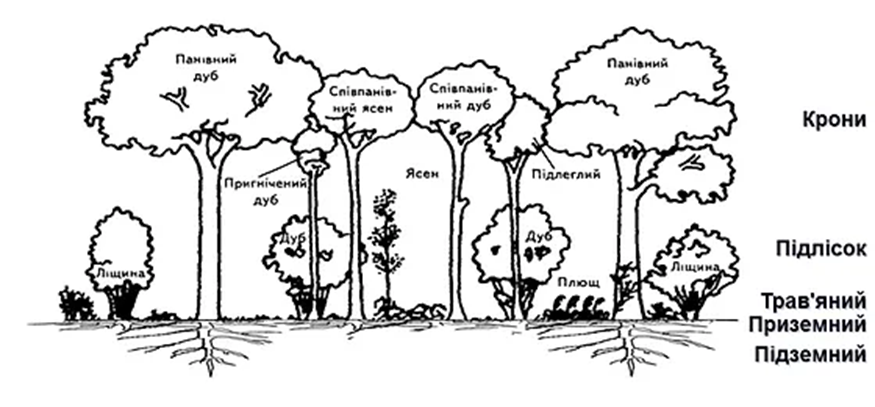 Панівний
дуб
Співпанів-
ний ясен
Співпанів-
ний дуб
Панівний
дуб
Крони
Пригнічений
дуб
Ясен
Підлеглий
Ліщина
Дуб
Дуб
Ліщина
Підлісок
Плющ
Трав'яний
Приземний
Підземний